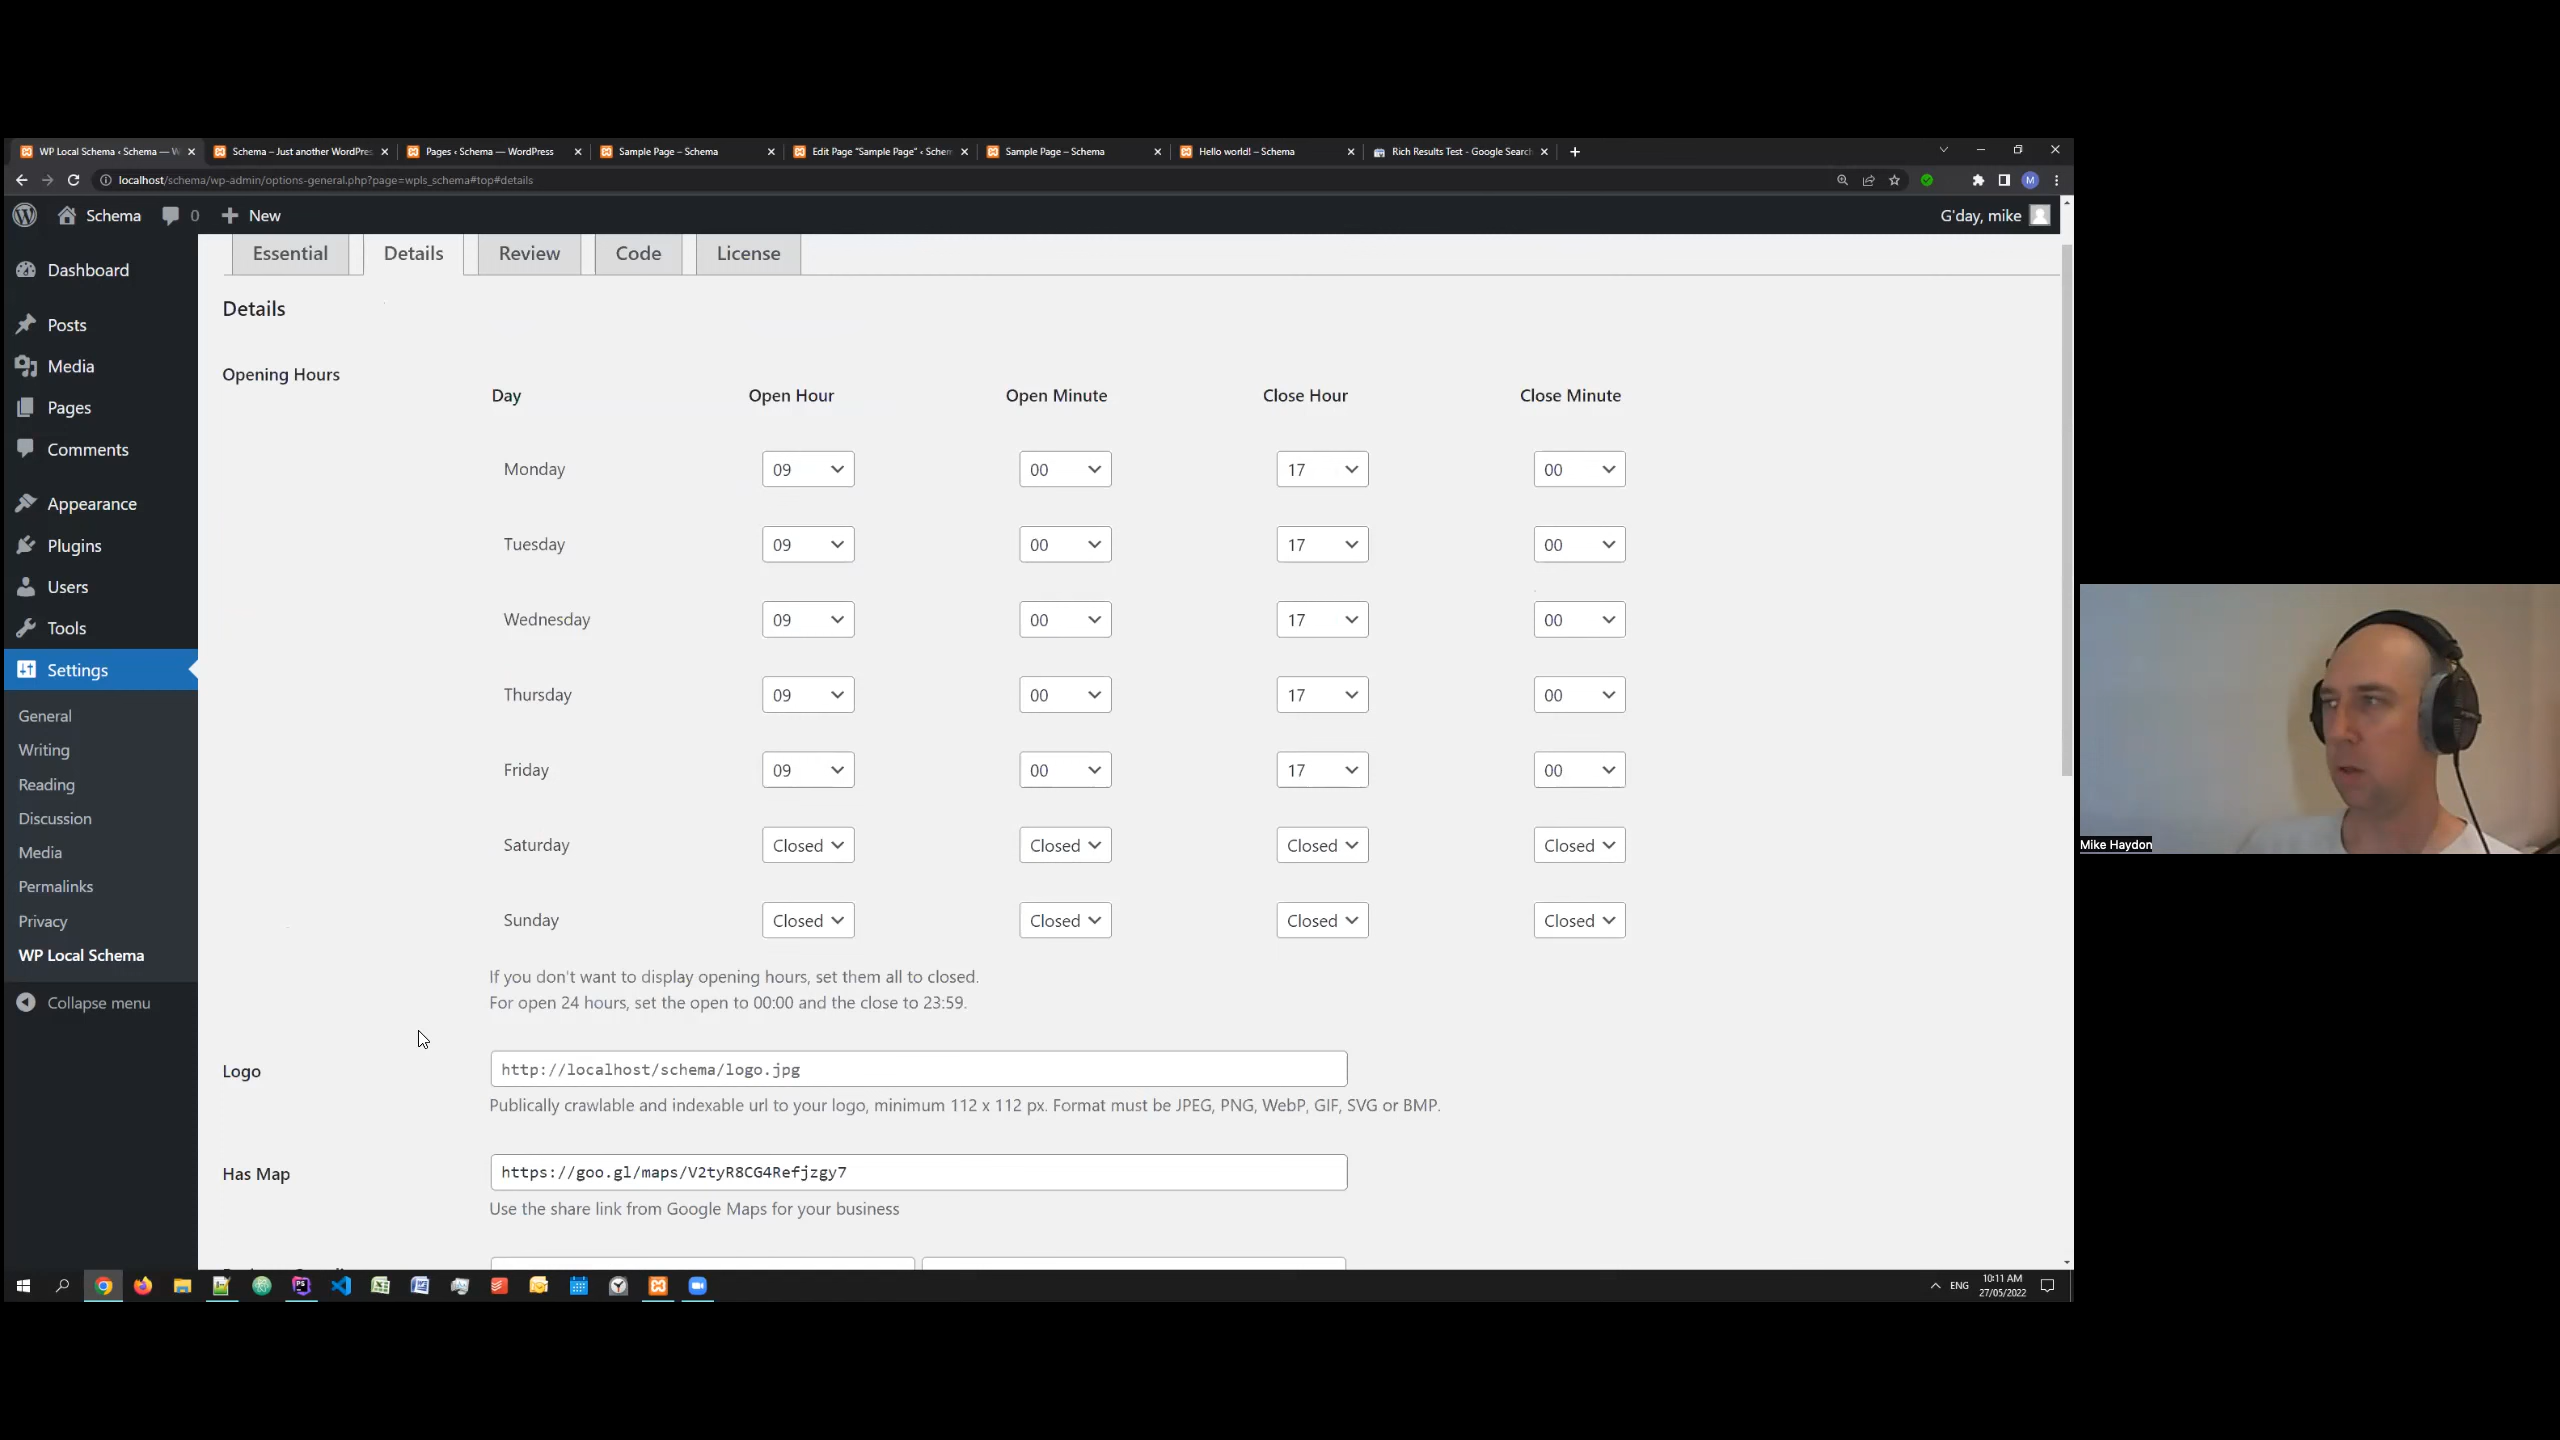 WP Local Schema ‹ Schema — W
Schema – Just another WordPres
Pages ‹ Schema — WordPress
Sample Page – Schema
Edit Page "Sample Page" ‹ Schem
Sample Page – Schema
Hello world! – Schema
Rich Results Test - Google Search
localhost/schema/wp-admin/options-general.php?page=wpls_schema#top#details
M
Schema
0
New
G'day, mike
Dashboard
Posts
Media
Pages
Comments
Appearance
Plugins
Users
Tools
Settings
General
Writing
Reading
Discussion
Media
Permalinks
Privacy
WP Local Schema
Collapse menu
Essential Details Review Code License
Details
Opening Hours
Day Open Hour Open Minute Close Hour Close Minute
Monday 09 00 17 00
Tuesday 09 00 17 00
Wednesday 09 00 17 00
Thursday 09 00 17 00
Friday 09 00 17 00
Saturday Closed Closed Closed Closed
Sunday Closed Closed Closed Closed
If you don't want to display opening hours, set them all to closed.
For open 24 hours, set the open to 00:00 and the close to 23:59.
Logo
http://localhost/schema/logo.jpg
Publically crawlable and indexable url to your logo, minimum 112 x 112 px. Format must be JPEG, PNG, WebP, GIF, SVG or BMP.
Has Map
https://goo.gl/maps/V2tyR8CG4Refjzgy7
Use the share link from Google Maps for your business
Mike Haydon
ENG
10:11 AM
27/05/2022